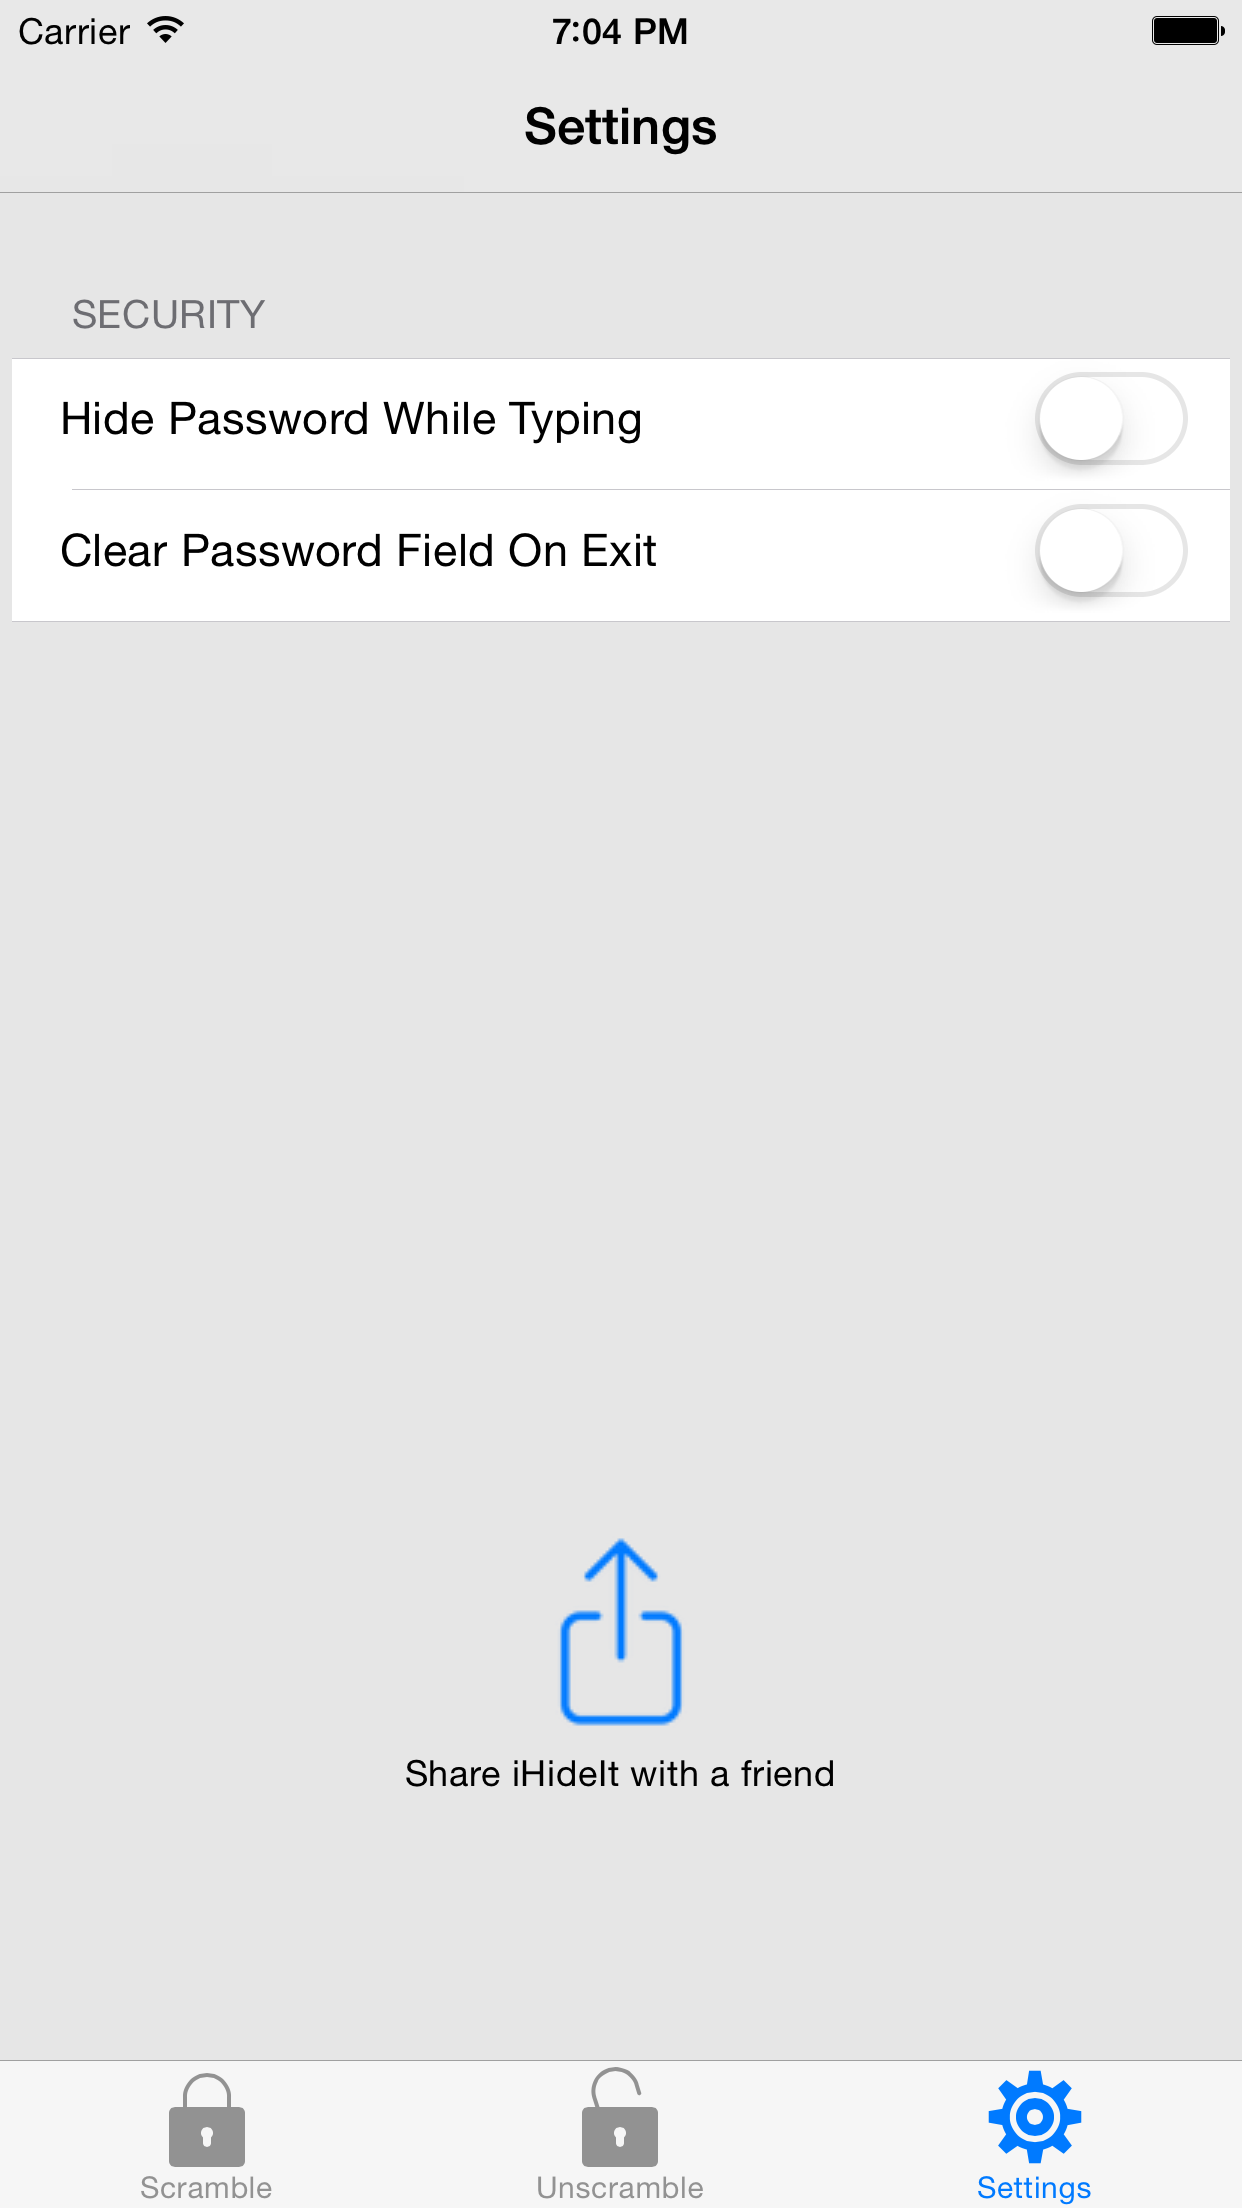 Carrier 7:04 PM
Settings
SECURITY
Hide Password While Typing
Clear Password Field On Exit
Share iHideIt with a friend
Scramble Unscramble Settings